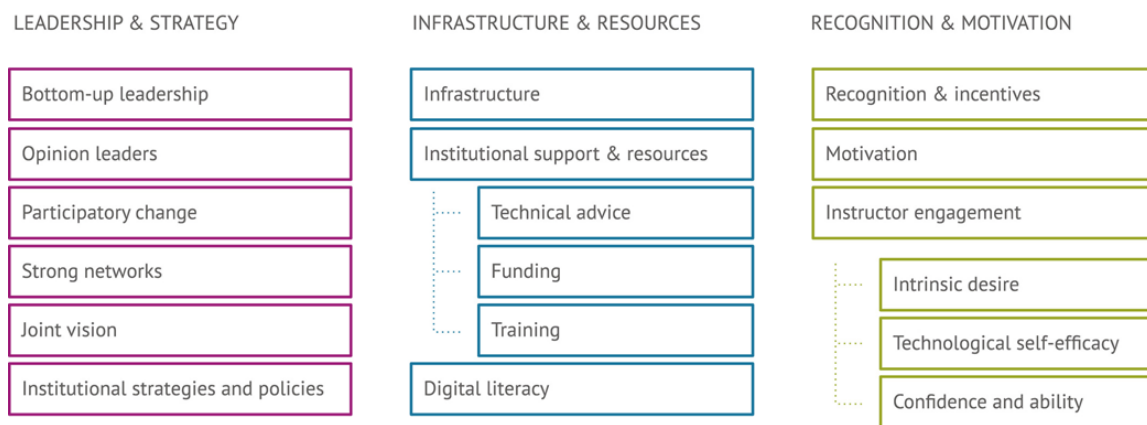 LEADERSHIP & STRATEGY
Bottom-up leadership
Opinion leaders
Participatory change
Strong networks
Joint vision
Institutional strategies and policies
INFRASTRUCTURE & RESOURCES
Infrastructure
Institutional support & resources
Technical advice
Funding
Training
Digital literacy
RECOGNITION & MOTIVATION
Recognition & incentives
Motivation
Instructor engagement
Intrinsic desire
Technological self-efficacy
Confidence and ability